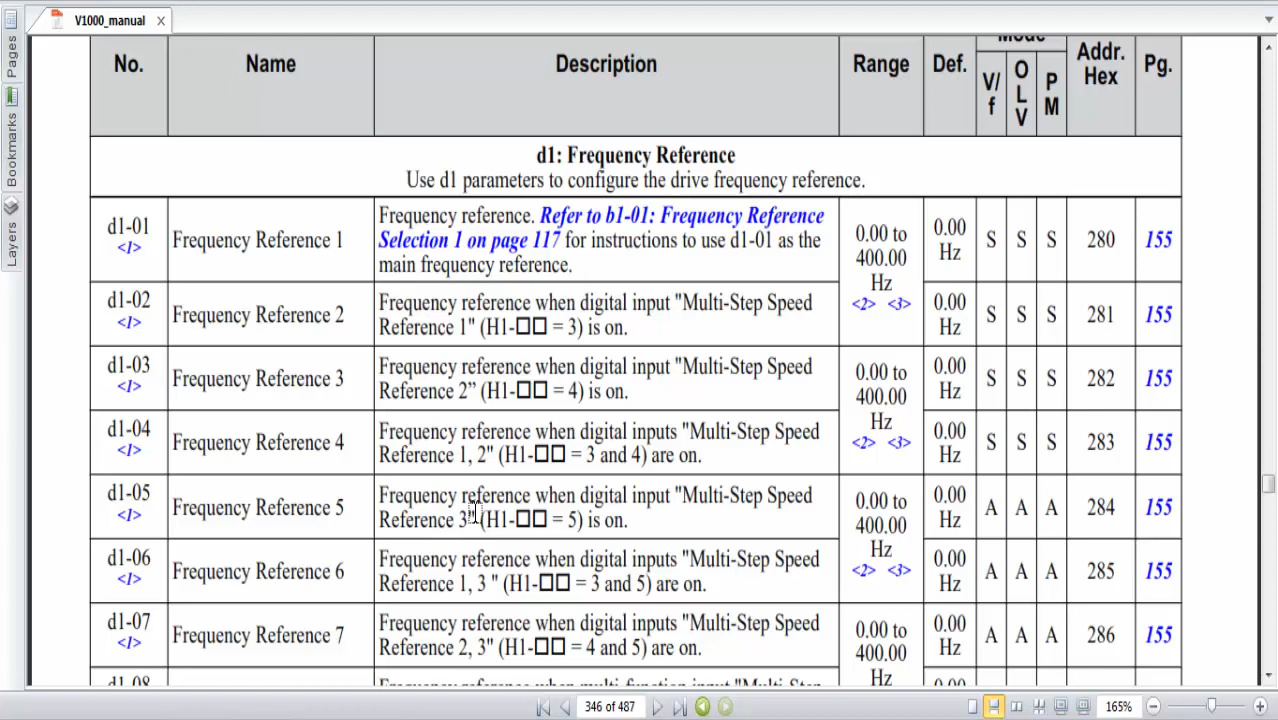 V1000_manual
Pages
Bookmarks
Layers
No.
Name
Description
Range
Def.
Mode
V/
f
O
L
V
P
M
Addr.
Hex
Pg.
d1: Frequency Reference
Use d1 parameters to configure the drive frequency reference.
d1-01
<1>
Frequency Reference 1
Frequency reference. Refer to b1-01: Frequency Reference
Selection 1 on page 117 for instructions to use d1-01 as the
main frequency reference.
0.00 to
400.00
Hz
<2> <3>
0.00
Hz
S
S
S
280
155
d1-02
<1>
Frequency Reference 2
Frequency reference when digital input "Multi-Step Speed
Reference 1" (H1-□□ = 3) is on.
0.00
Hz
S
S
S
281
155
d1-03
<1>
Frequency Reference 3
Frequency reference when digital input "Multi-Step Speed
Reference 2” (H1-□□ = 4) is on.
0.00 to
400.00
Hz
<2> <3>
0.00
Hz
S
S
S
282
155
d1-04
<1>
Frequency Reference 4
Frequency reference when digital inputs "Multi-Step Speed
Reference 1, 2" (H1-□□ = 3 and 4) are on.
0.00
Hz
S
S
S
283
155
d1-05
<1>
Frequency Reference 5
Frequency reference when digital input "Multi-Step Speed
Reference 3" (H1-□□ = 5) is on.
0.00 to
400.00
Hz
<2> <3>
0.00
Hz
A
A
A
284
155
d1-06
<1>
Frequency Reference 6
Frequency reference when digital inputs "Multi-Step Speed
Reference 1, 3 " (H1-□□ = 3 and 5) are on.
0.00
Hz
A
A
A
285
155
d1-07
<1>
Frequency Reference 7
Frequency reference when digital inputs "Multi-Step Speed
Reference 2, 3" (H1-□□ = 4 and 5) are on.
0.00 to
400.00
Hz
0.00
Hz
A
A
A
286
155
d1-08
Frequency reference when multi-function input "Multi-Step
0.00
346 of 487
165%